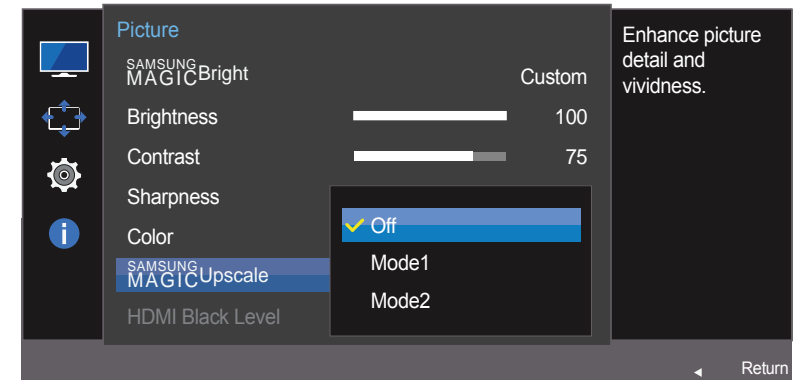 Picture
SAMSUNG
MAGICBright Custom
Brightness 100
Contrast 75
Sharpness
Color
SAMSUNG
MAGICUpscale
HDMI Black Level
Off
Mode1
Mode2
Enhance picture
detail and
vividness.
Return